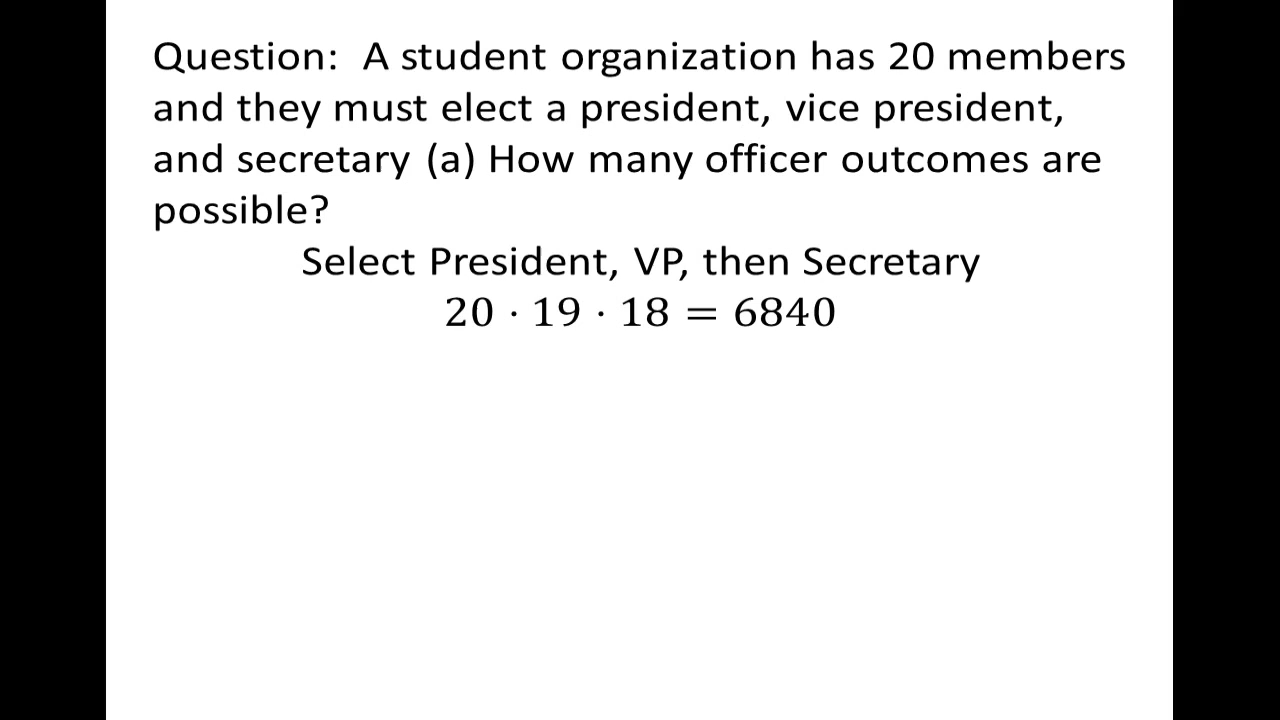 Question:  A student organization has 20 members
and they must elect a president, vice president,
and secretary (a) How many officer outcomes are
possible?
Select President, VP, then Secretary
20 · 19 · 18 = 6840